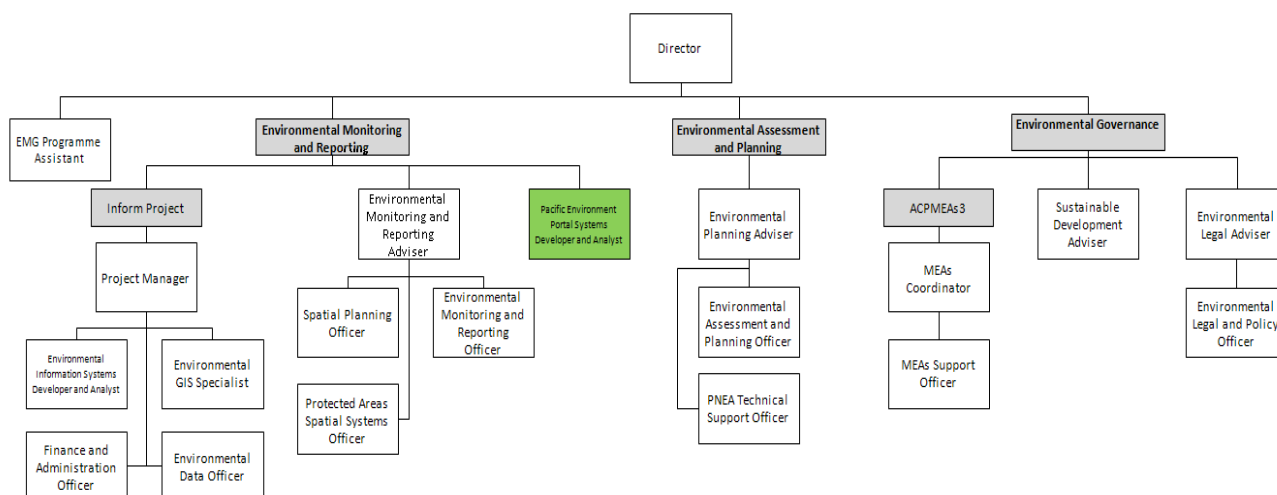 Director
EMG Programme
Assistant
Environmental Monitoring
and Reporting
Environmental Assessment
and Planning
Environmental Governance
Inform Project
Environmental
Monitoring and
Reporting
Adviser
Pacific Environment
Portal Systems
Developer and Analyst
Environmental
Planning Adviser
ACPMEAs3
Sustainable
Development
Adviser
Environmental
Legal Adviser
Project Manager
Spatial Planning
Officer
Environmental
Monitoring and
Reporting
Officer
Environmental
Assessment and
Planning Officer
MEAs
Coordinator
Environmental
Legal and Policy
Officer
Environmental
Information Systems
Developer and Analyst
Environmental
GIS Specialist
Protected Areas
Spatial Systems
Officer
PNEA Technical
Support Officer
MEAs Support
Officer
Finance and
Administration
Officer
Environmental
Data Officer